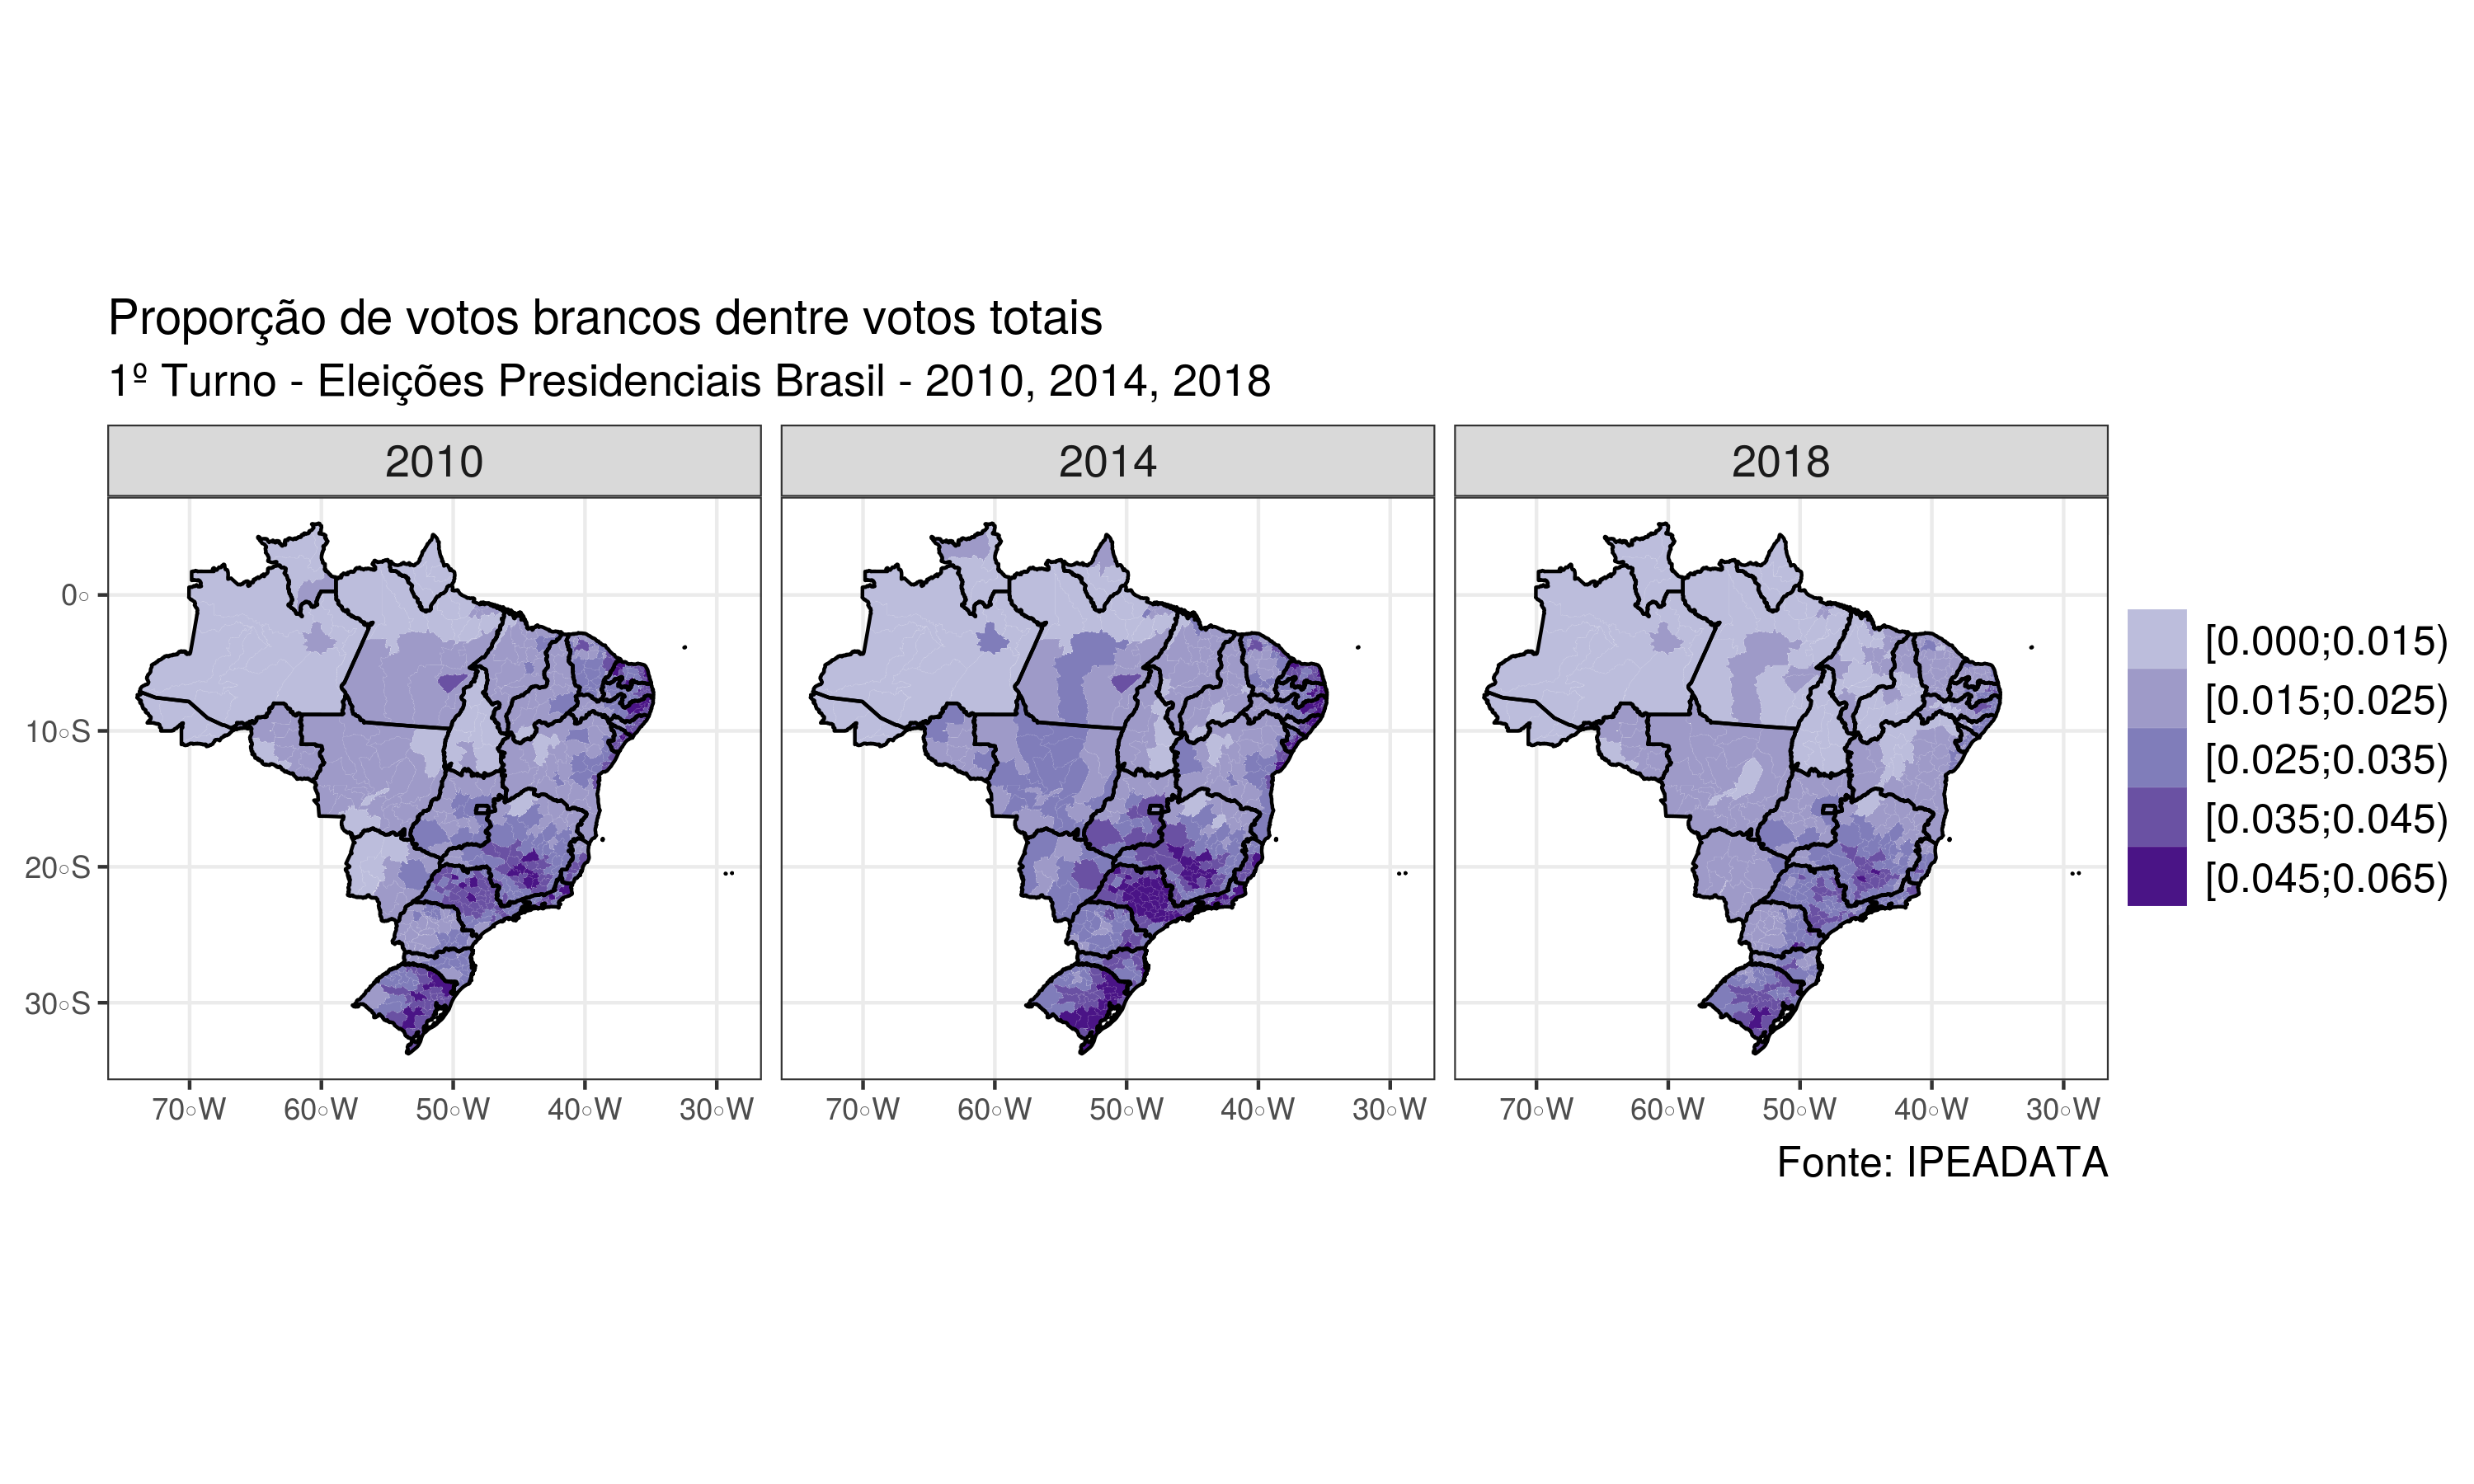 Proporção de votos brancos dentre votos totais
1º Turno - Eleições Presidenciais Brasil - 2010, 2014, 2018
2010 2014 2018
0◦
10◦S
20◦S
30◦S
70◦W 60◦W 50◦W 40◦W 30◦W 70◦W 60◦W 50◦W 40◦W 30◦W 70◦W 60◦W 50◦W 40◦W 30◦W
[0.000;0.015)
[0.015;0.025)
[0.025;0.035)
[0.035;0.045)
[0.045;0.065)
Fonte: IPEADATA